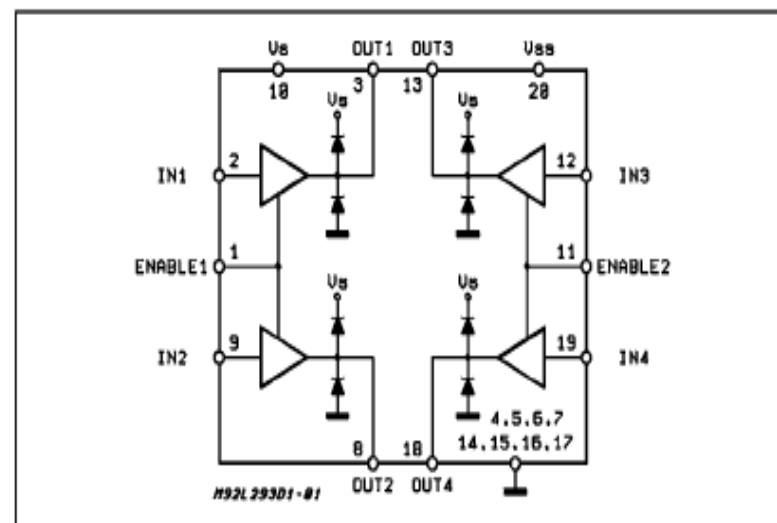 Vs OUT1 OUT3 Vss
10 3 13 20
Vs Vs
IN1 2 12 IN3
ENABLE1 1 11 ENABLE2
Vs Vs
IN2 9 19 IN4
4.5.6.7
8 18 14.15.16.17
OUT2 OUT4
M92L293D1-01